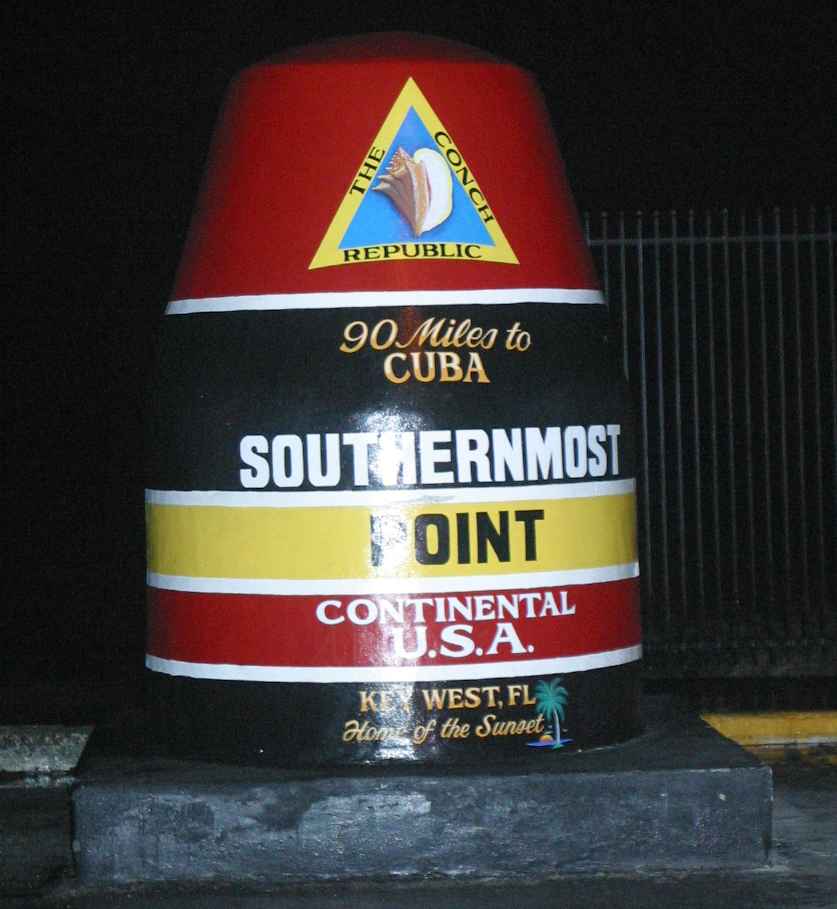 THE CONCH
REPUBLIC
90 Miles to
CUBA
SOUTHERNMOST
POINT
CONTINENTAL
U.S.A.
KEY WEST, FL
Home of the Sunset